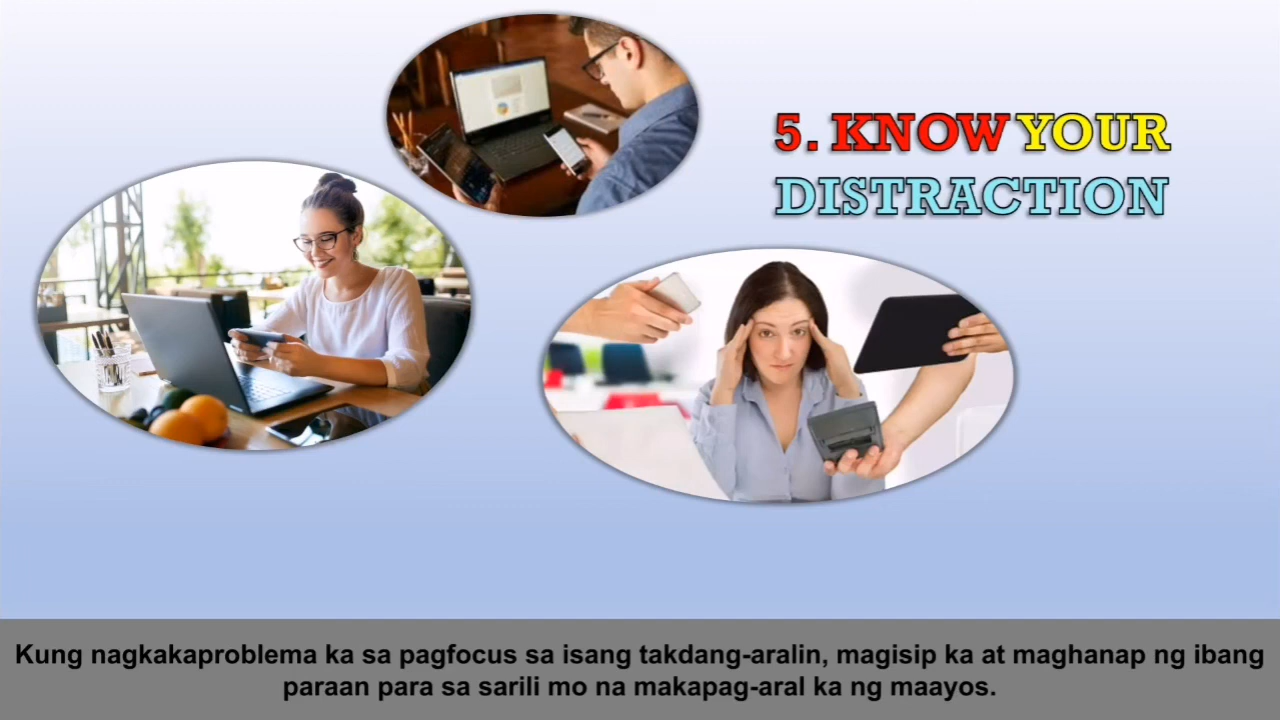 5. KNOW YOUR
DISTRACTION
Kung nagkakaproblema ka sa pagfocus sa isang takdang-aralin, magisip ka at maghanap ng ibang
paraan para sa sarili mo na makapag-aral ka ng maayos.